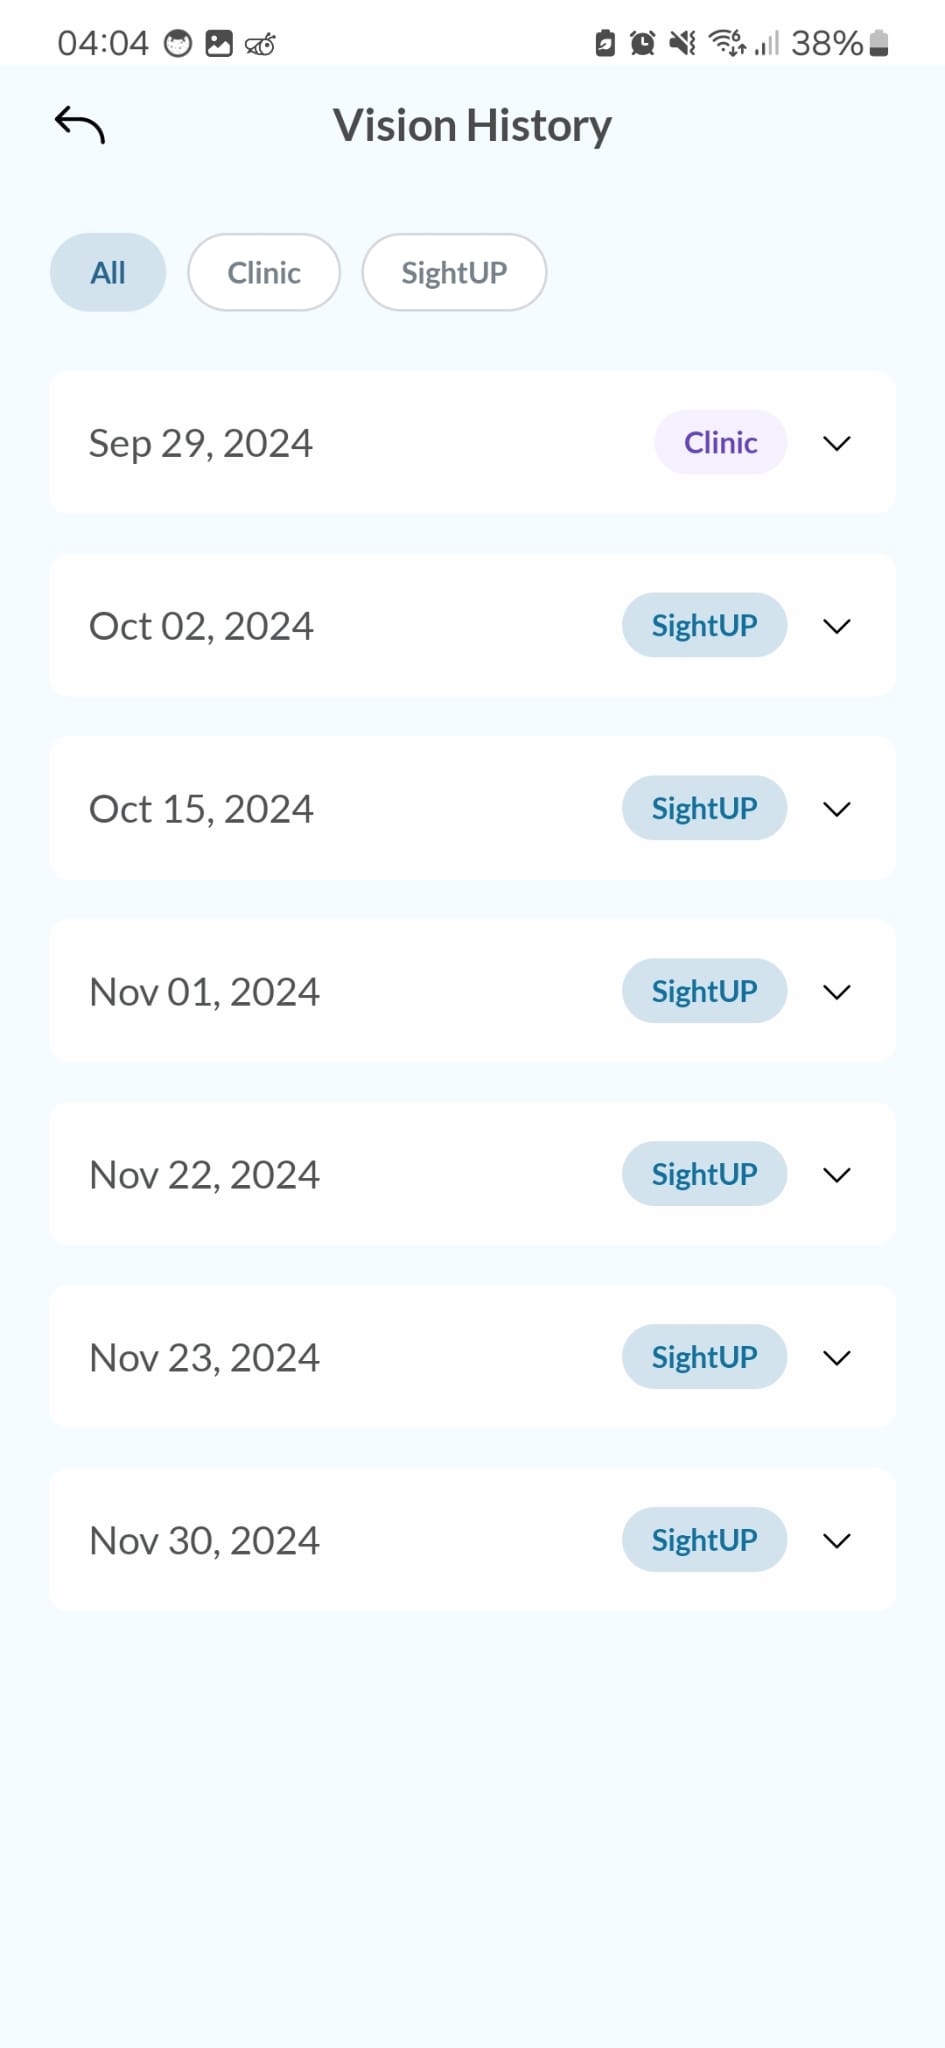 04:04 38%
Vision History
All Clinic SightUP
Sep 29, 2024 Clinic
Oct 02, 2024 SightUP
Oct 15, 2024 SightUP
Nov 01, 2024 SightUP
Nov 22, 2024 SightUP
Nov 23, 2024 SightUP
Nov 30, 2024 SightUP